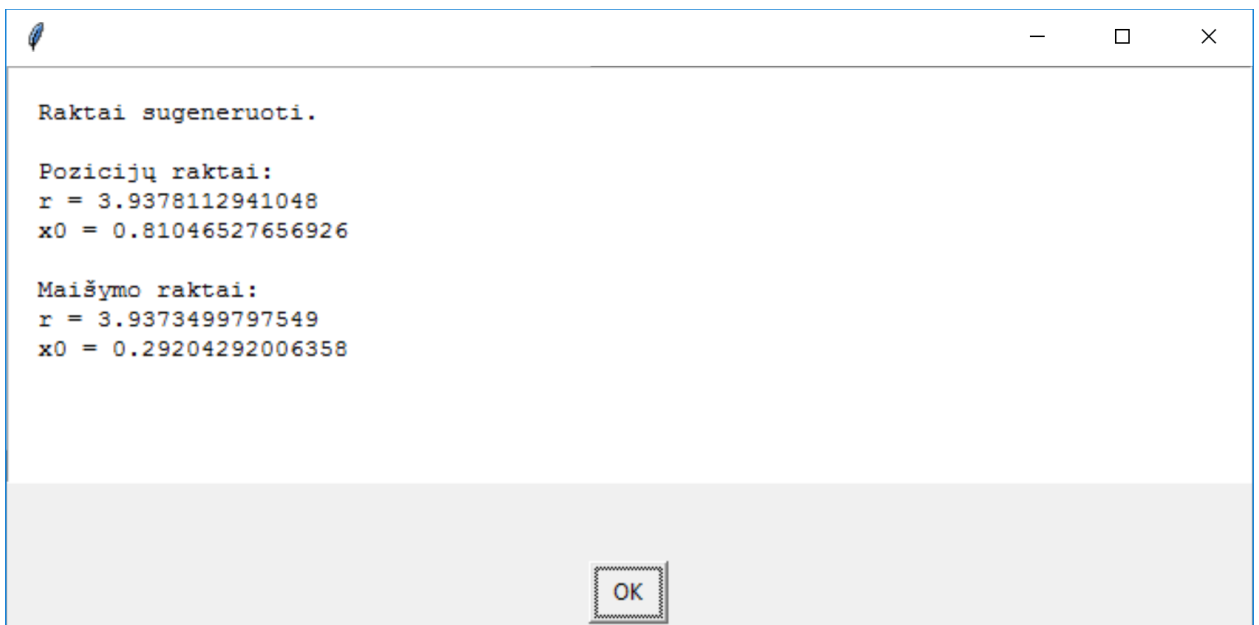 Raktai sugeneruoti.
Pozicijų raktai:
r = 3.9378112941048
x0 = 0.81046527656926
Maišymo raktai:
r = 3.9373499797549
x0 = 0.29204292006358
OK